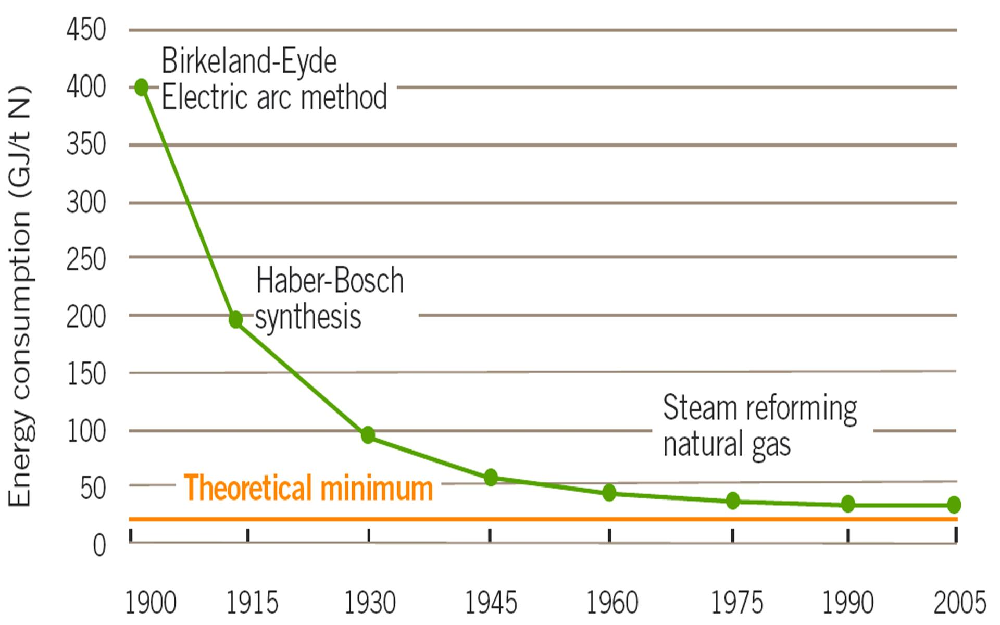 450
Birkeland-Eyde
400
Electric arc method
350
300
250
Haber-Bosch
200
synthesis
150
Steam reforming
100
natural gas
50
Theoretical minimum
0
1900 1915 1930 1945 1960 1975 1990 2005
Energy consumption (GJ/t N)